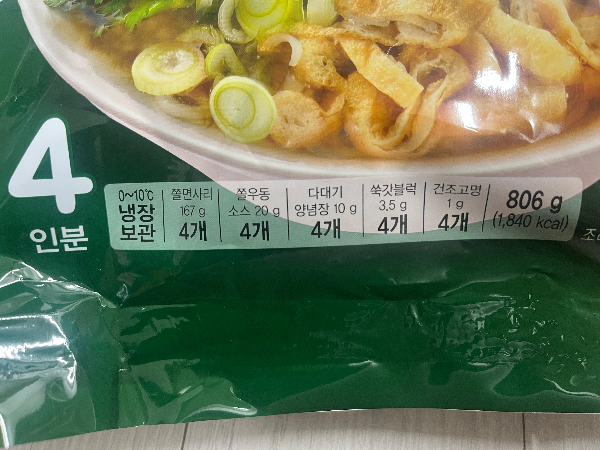 4
인분
0~10℃
냉장
보관
쫄면사리
167 g
4개
쫄우동
소스 20 g
4개
다대기
양념장 10 g
4개
쑥갓블럭
3.5 g
4개
건조고명
1 g
4개
806 g
(1,840 kcal)